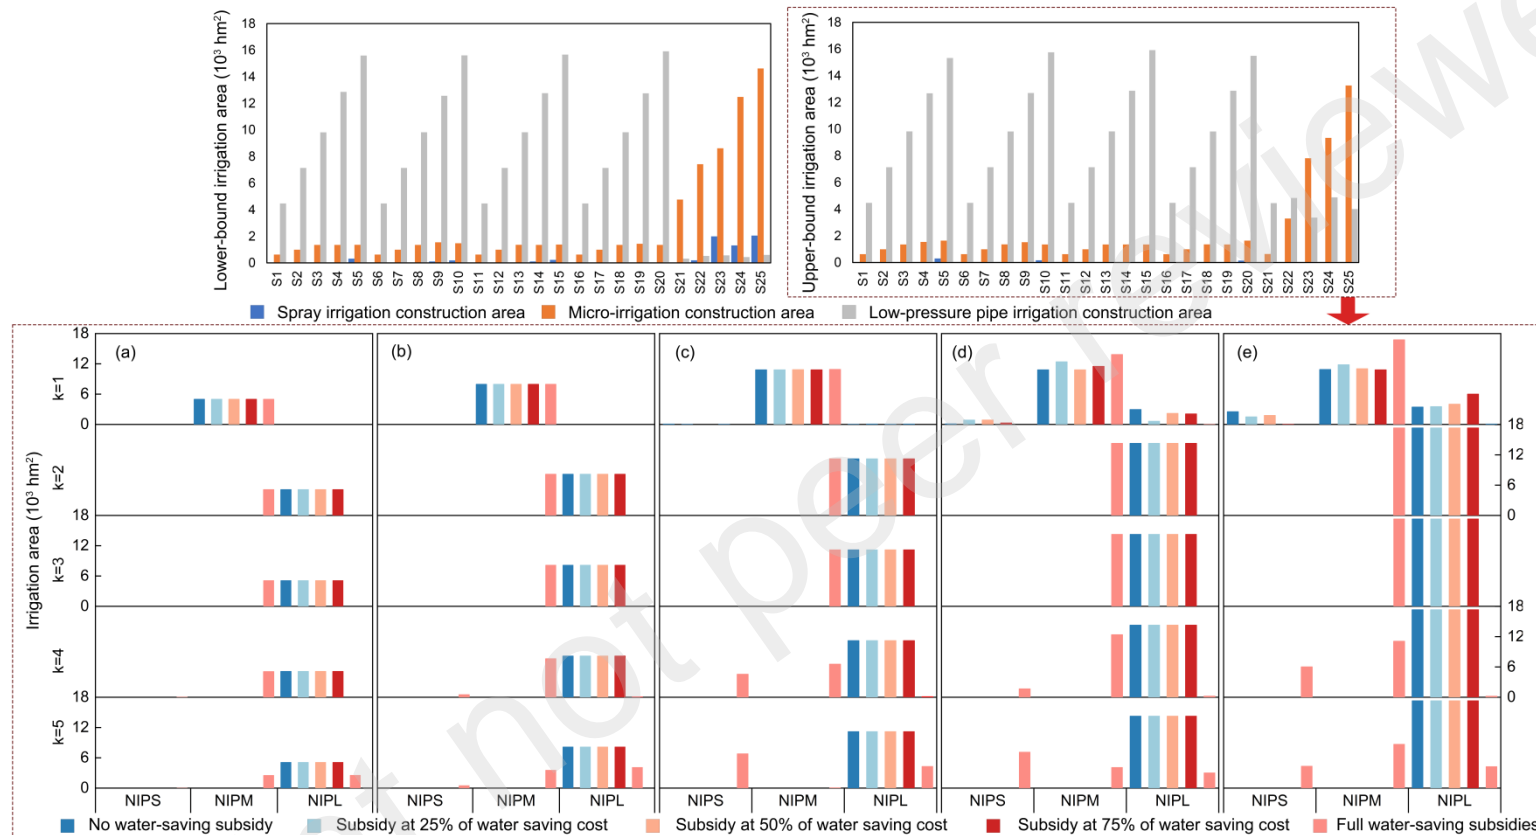 Lower-bound irrigation area (10³ hm²)
18
16
14
12
10
8
6
4
2
0
S1 S2 S3 S4 S5 S6 S7 S8 S9 S10 S11 S12 S13 S14 S15 S16 S17 S18 S19 S20 S21 S22 S23 S24 S25
Upper-bound irrigation area (10³ hm²)
18
16
14
12
10
8
6
4
2
0
S1 S2 S3 S4 S5 S6 S7 S8 S9 S10 S11 S12 S13 S14 S15 S16 S17 S18 S19 S20 S21 S22 S23 S24 S25
Spray irrigation construction area Micro-irrigation construction area Low-pressure pipe irrigation construction area
Irrigation area (10³ hm²)
(a) (b) (c) (d) (e)
k=1
18
12
6
0
k=2
18
12
6
0
k=3
18
12
6
0
k=4
18
12
6
0
k=5
18
12
6
0
NIPS NIPM NIPL NIPS NIPM NIPL NIPS NIPM NIPL NIPS NIPM NIPL NIPS NIPM NIPL
No water-saving subsidy Subsidy at 25% of water saving cost Subsidy at 50% of water saving cost Subsidy at 75% of water saving cost Full water-saving subsidies
not peer reviewe